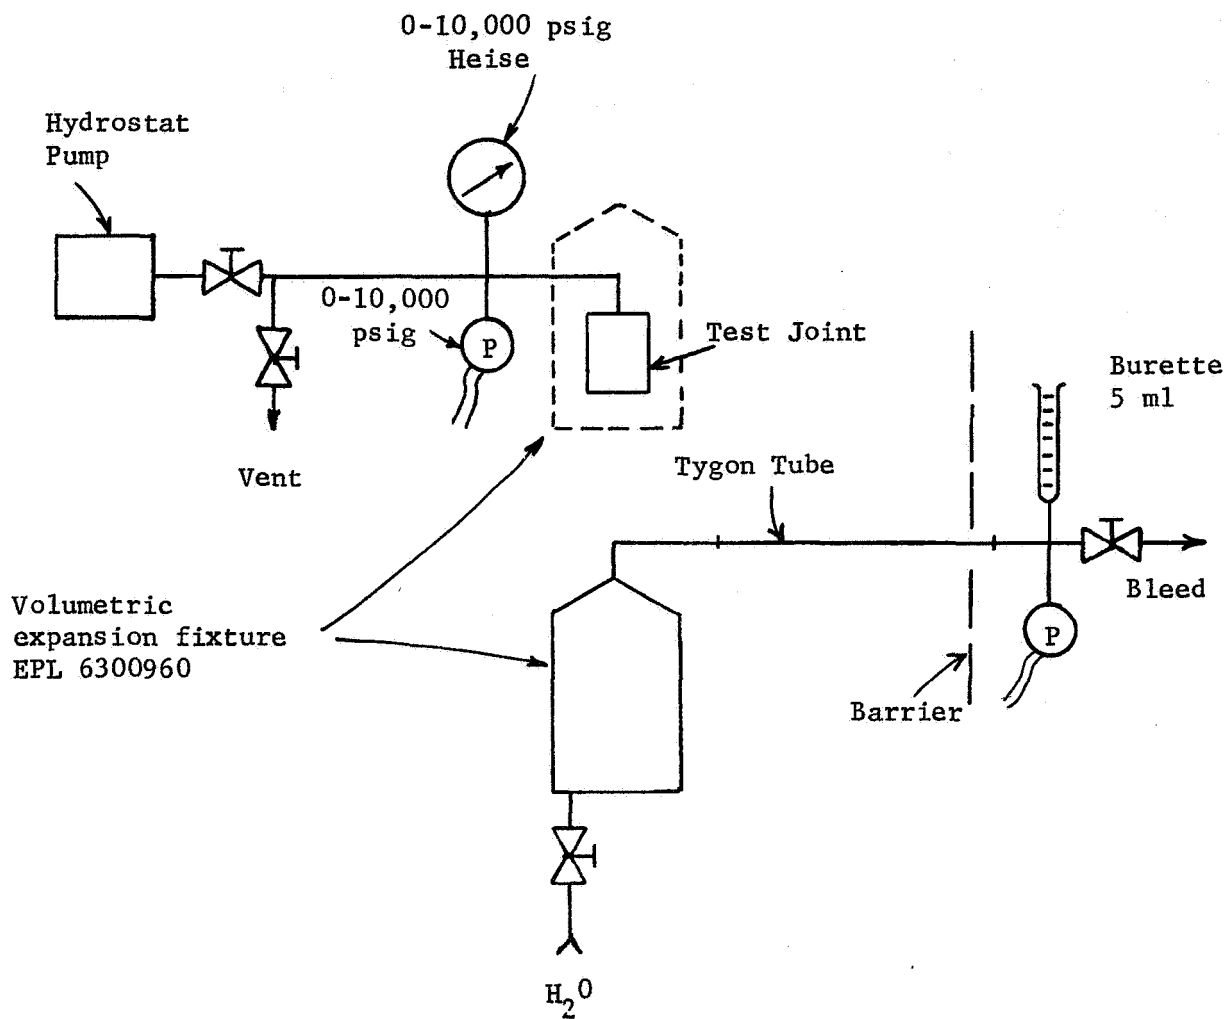 0-10,000 psig
Heise
Hydrostat
Pump
0-10,000
psig
P
Test Joint
Burette
5 ml
Vent
Tygon Tube
Bleed
Volumetric
expansion fixture
EPL 6300960
P
Barrier
H₂O